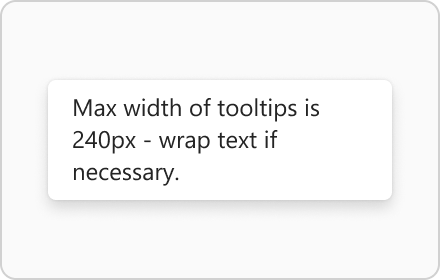 Max width of tooltips is
240px - wrap text if
necessary.